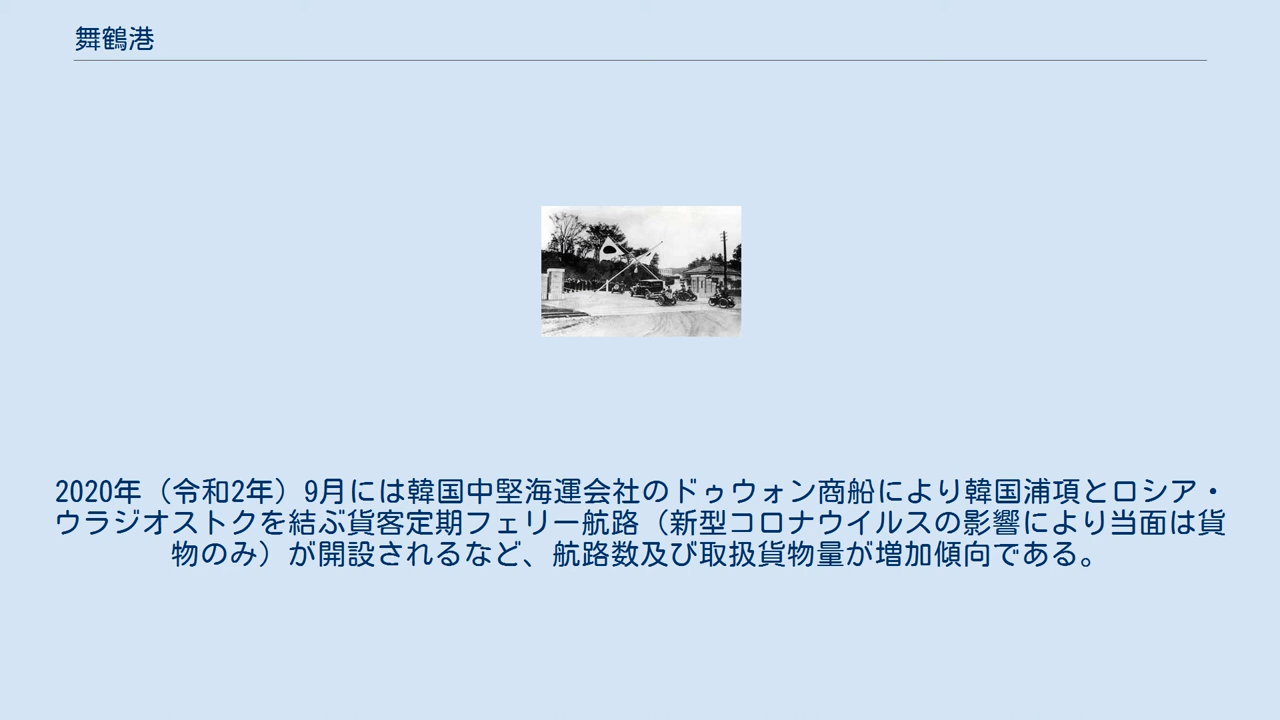 舞鶴港
2020年（令和2年）9月には韓国中堅海運会社のドゥウォン商船により韓国浦項とロシア・
ウラジオストクを結ぶ貨客定期フェリー航路（新型コロナウイルスの影響により当面は貨
物のみ）が開設されるなど、航路数及び取扱貨物量が増加傾向である。